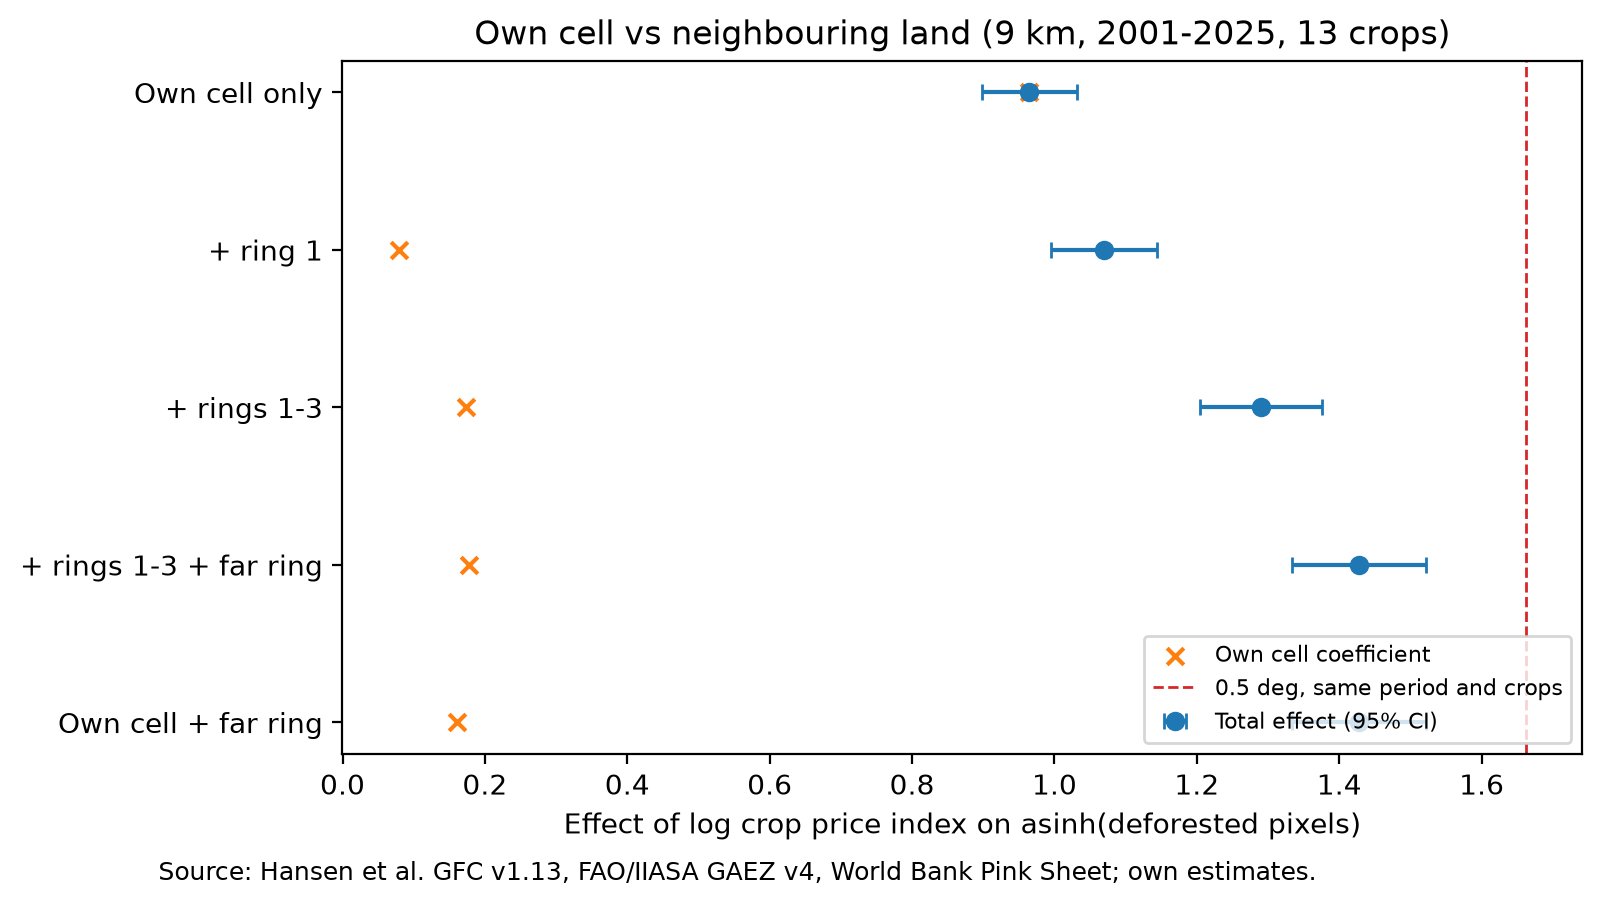 Own cell vs neighbouring land (9 km, 2001-2025, 13 crops)
Own cell only
+ ring 1
+ rings 1-3
+ rings 1-3 + far ring
Own cell + far ring
Own cell coefficient
0.5 deg, same period and crops
Total effect (95% CI)
0.0 0.2 0.4 0.6 0.8 1.0 1.2 1.4 1.6
Effect of log crop price index on asinh(deforested pixels)
Source: Hansen et al. GFC v1.13, FAO/IIASA GAEZ v4, World Bank Pink Sheet; own estimates.